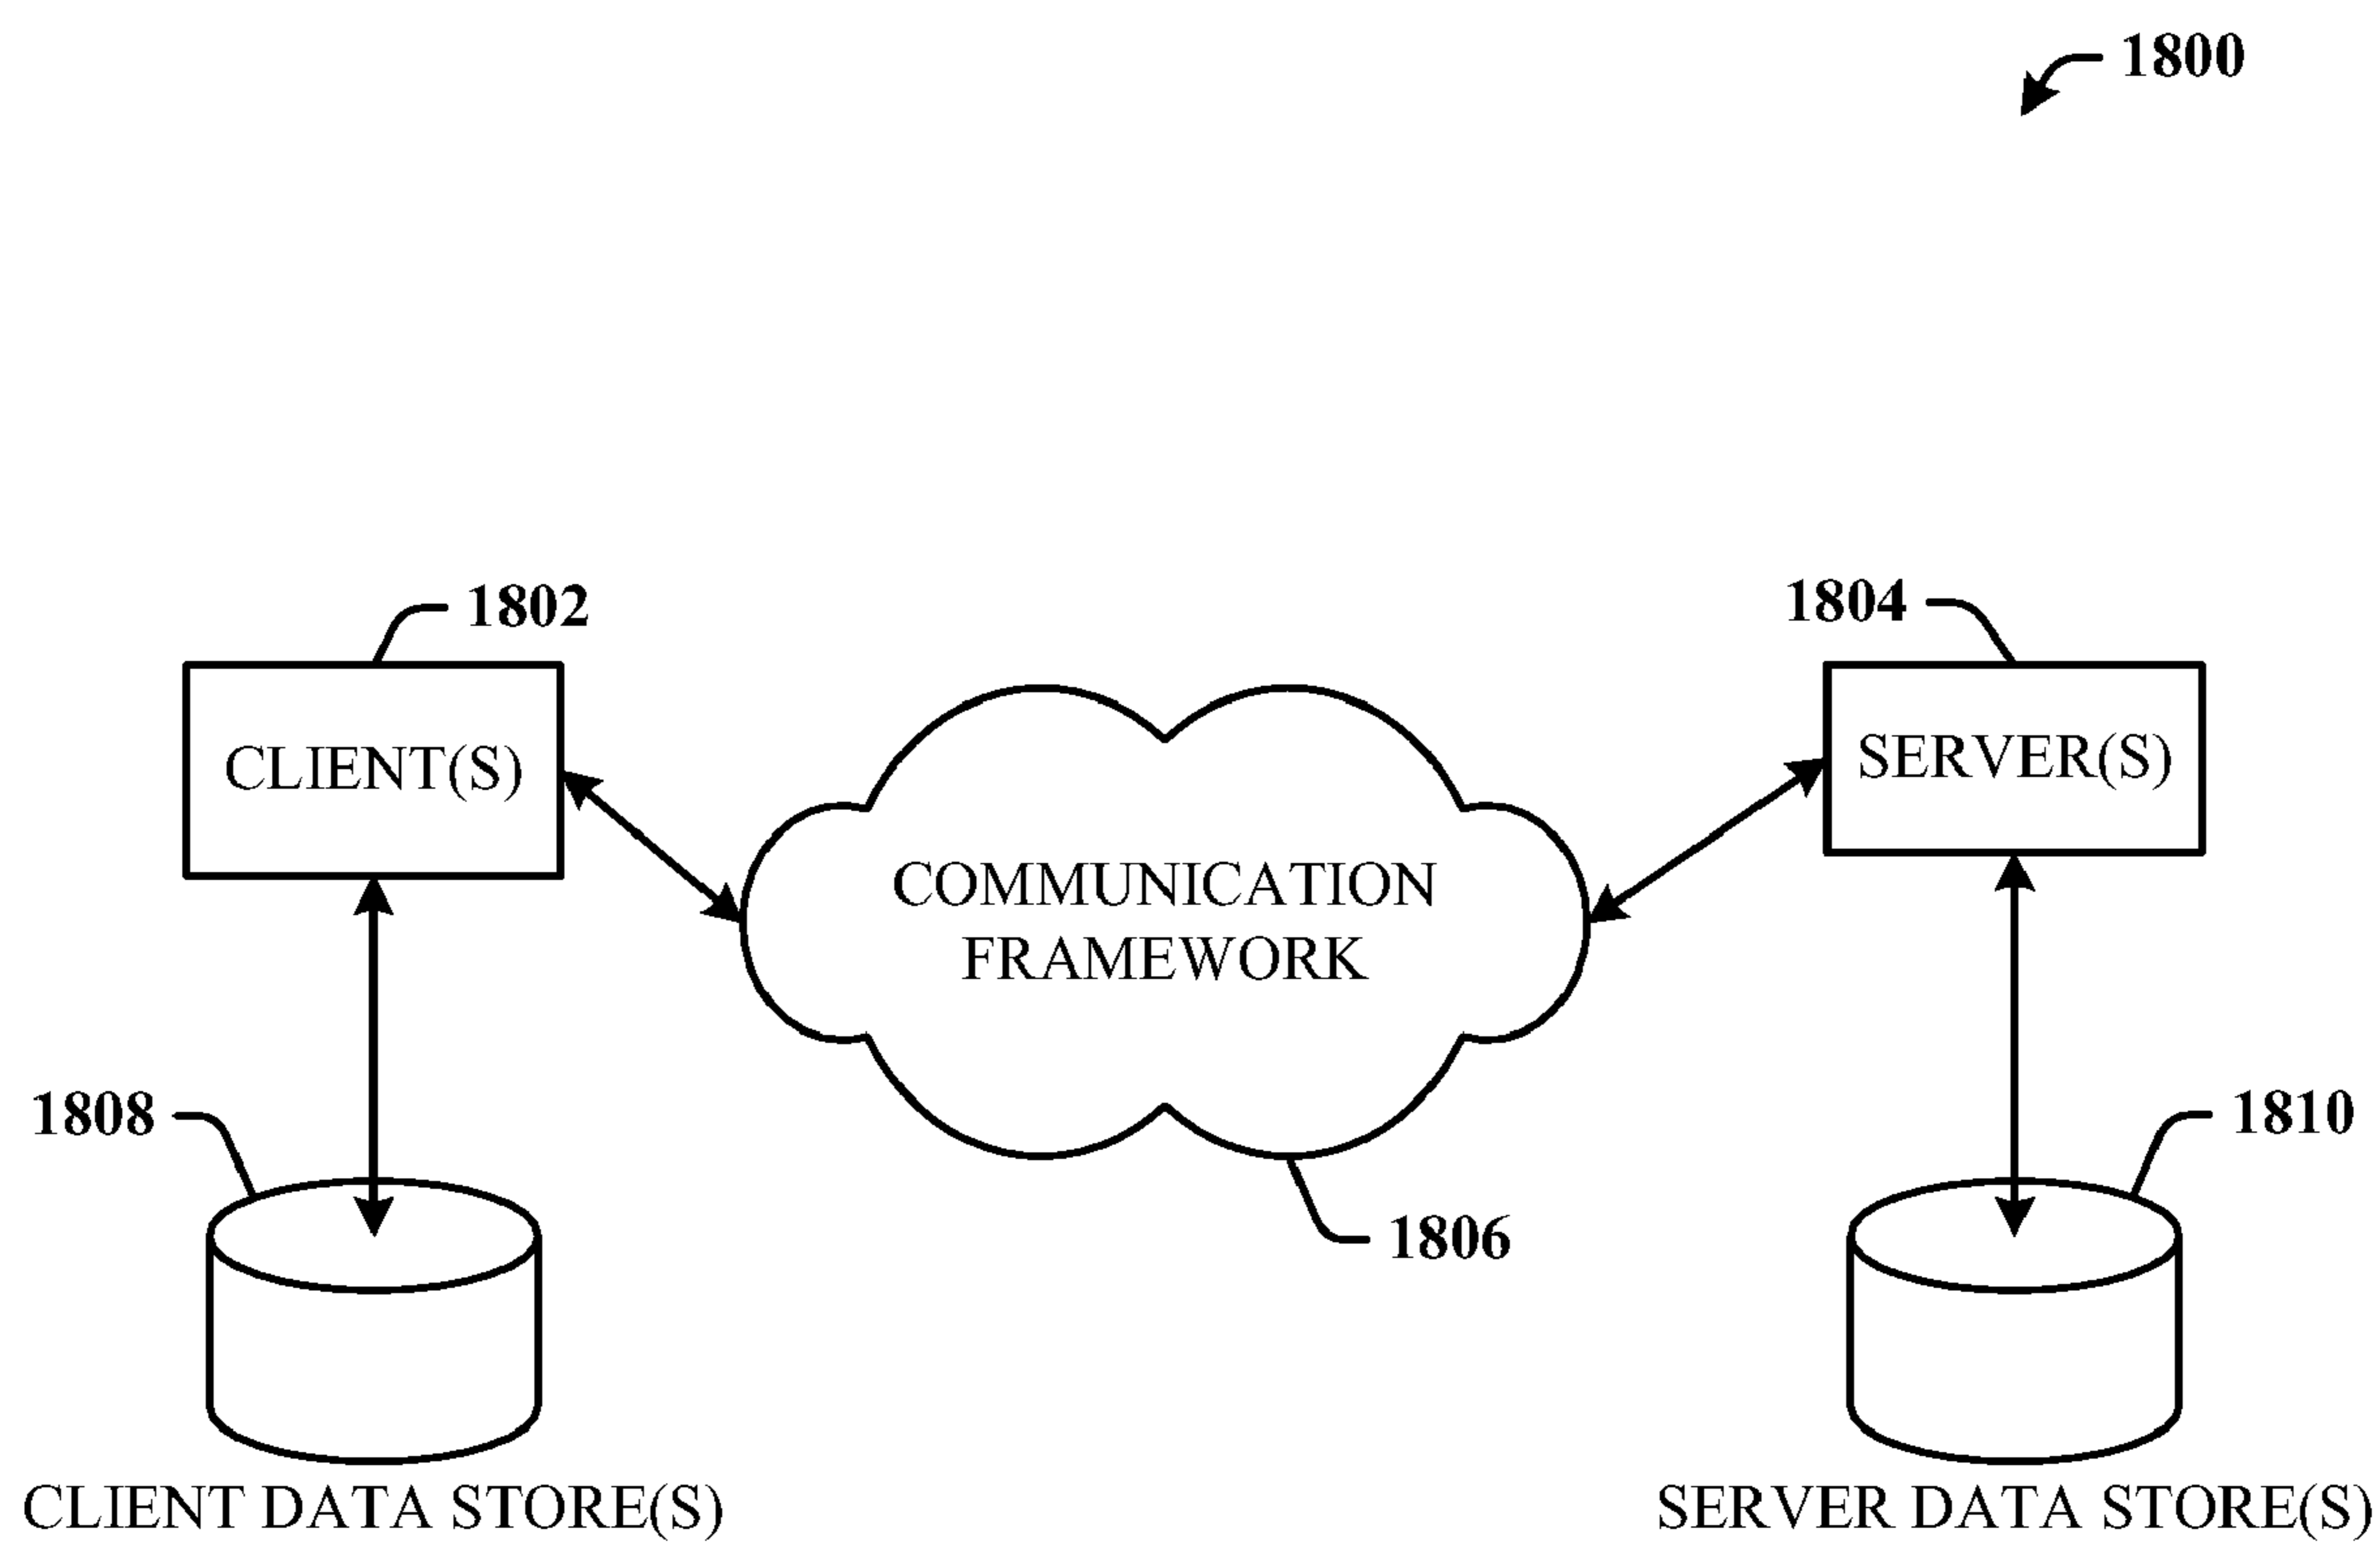 1800
1802
1804
CLIENT(S)
SERVER(S)
COMMUNICATION
FRAMEWORK
1808
1810
1806
CLIENT DATA STORE(S)
SERVER DATA STORE(S)